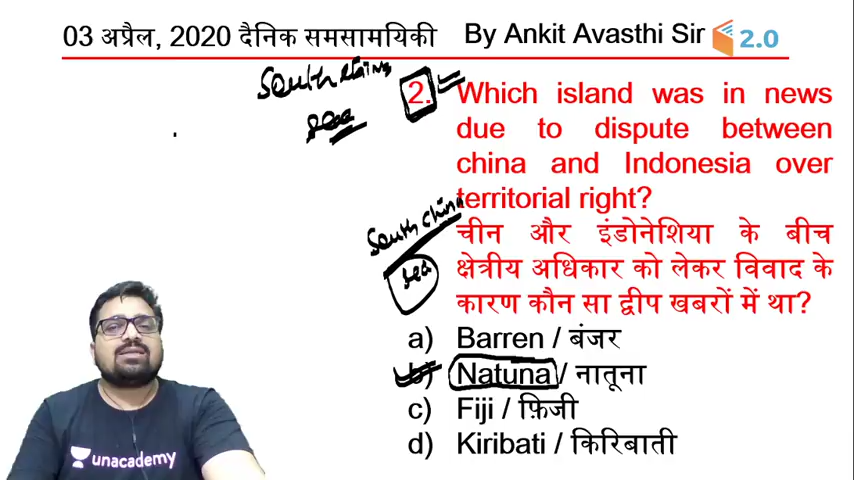 03 अप्रैल, 2020 दैनिक समसामयिकी By Ankit Avasthi Sir 2.0
South china
sea
2. Which island was in news
due to dispute between
china and Indonesia over
territorial right?
South China
sea
चीन और इंडोनेशिया के बीच
क्षेत्रीय अधिकार को लेकर विवाद के
कारण कौन सा द्वीप खबरों में था?
a) Barren / बंजर
b) Natuna / नातूना
c) Fiji / फ़िजी
d) Kiribati / किरिबाती
unacademy